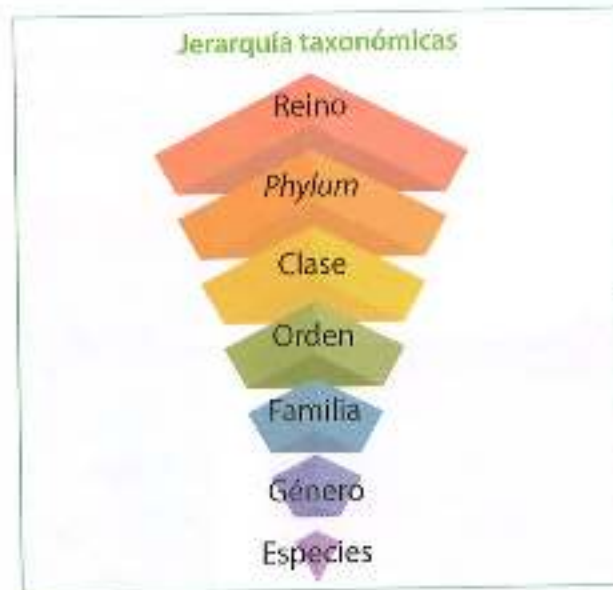 Jerarquía taxonómicas
Reino
Phylum
Clase
Orden
Familia
Género
Especies